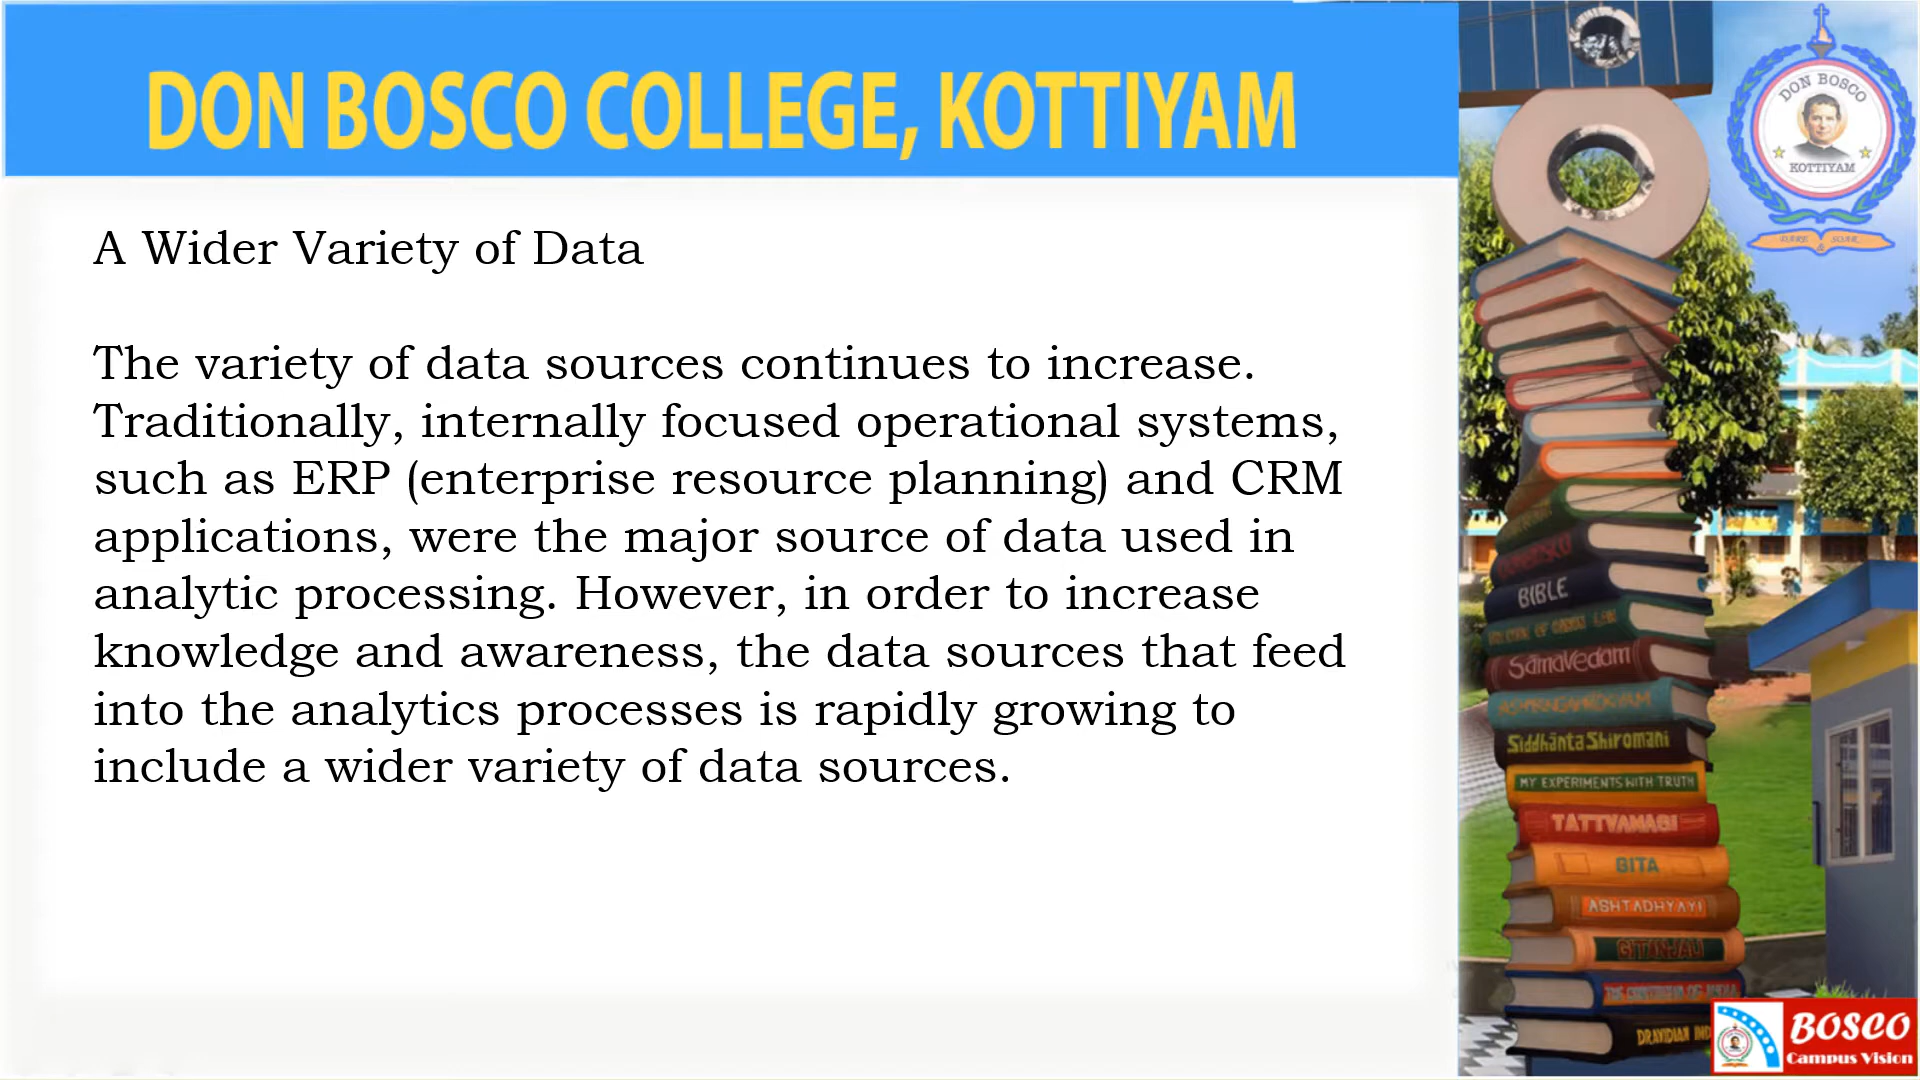 DON BOSCO COLLEGE, KOTTIYAM
DON BOSCO
KOTTIYAM
A Wider Variety of Data
The variety of data sources continues to increase.
Traditionally, internally focused operational systems,
such as ERP (enterprise resource planning) and CRM
applications, were the major source of data used in
analytic processing. However, in order to increase
knowledge and awareness, the data sources that feed
into the analytics processes is rapidly growing to
include a wider variety of data sources.
BIBLE
SāmaVedam
Siddhānta Shiromani
MY EXPERIMENTS WITH TRUTH
TATTVAMASI
GITA
ASHTADHYAYI
GITANJALI
DRAVIDIAN
BOSCO
Campus Vision